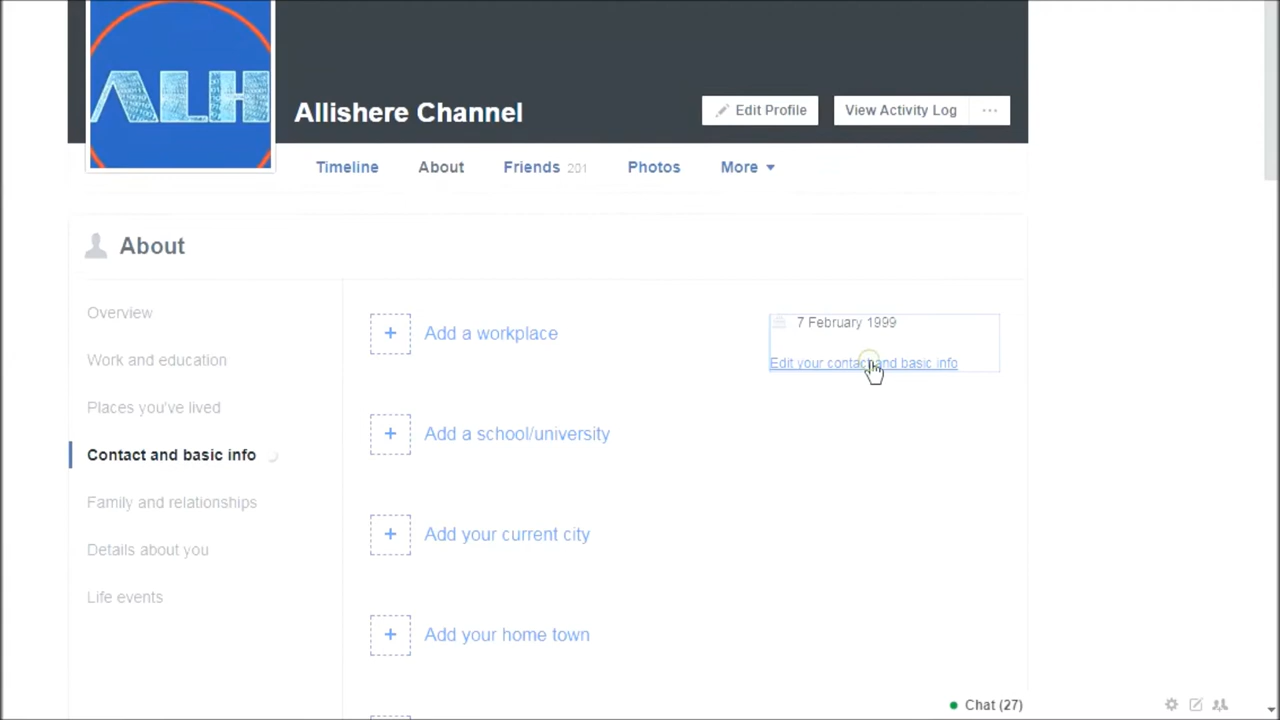 ALH
Allishere Channel
Edit Profile
View Activity Log
...
Timeline
About
Friends 201
Photos
More
About
Overview
Work and education
Places you've lived
Contact and basic info
Family and relationships
Details about you
Life events
+ Add a workplace
+ Add a school/university
+ Add your current city
+ Add your home town
7 February 1999
Edit your contact and basic info
Chat (27)